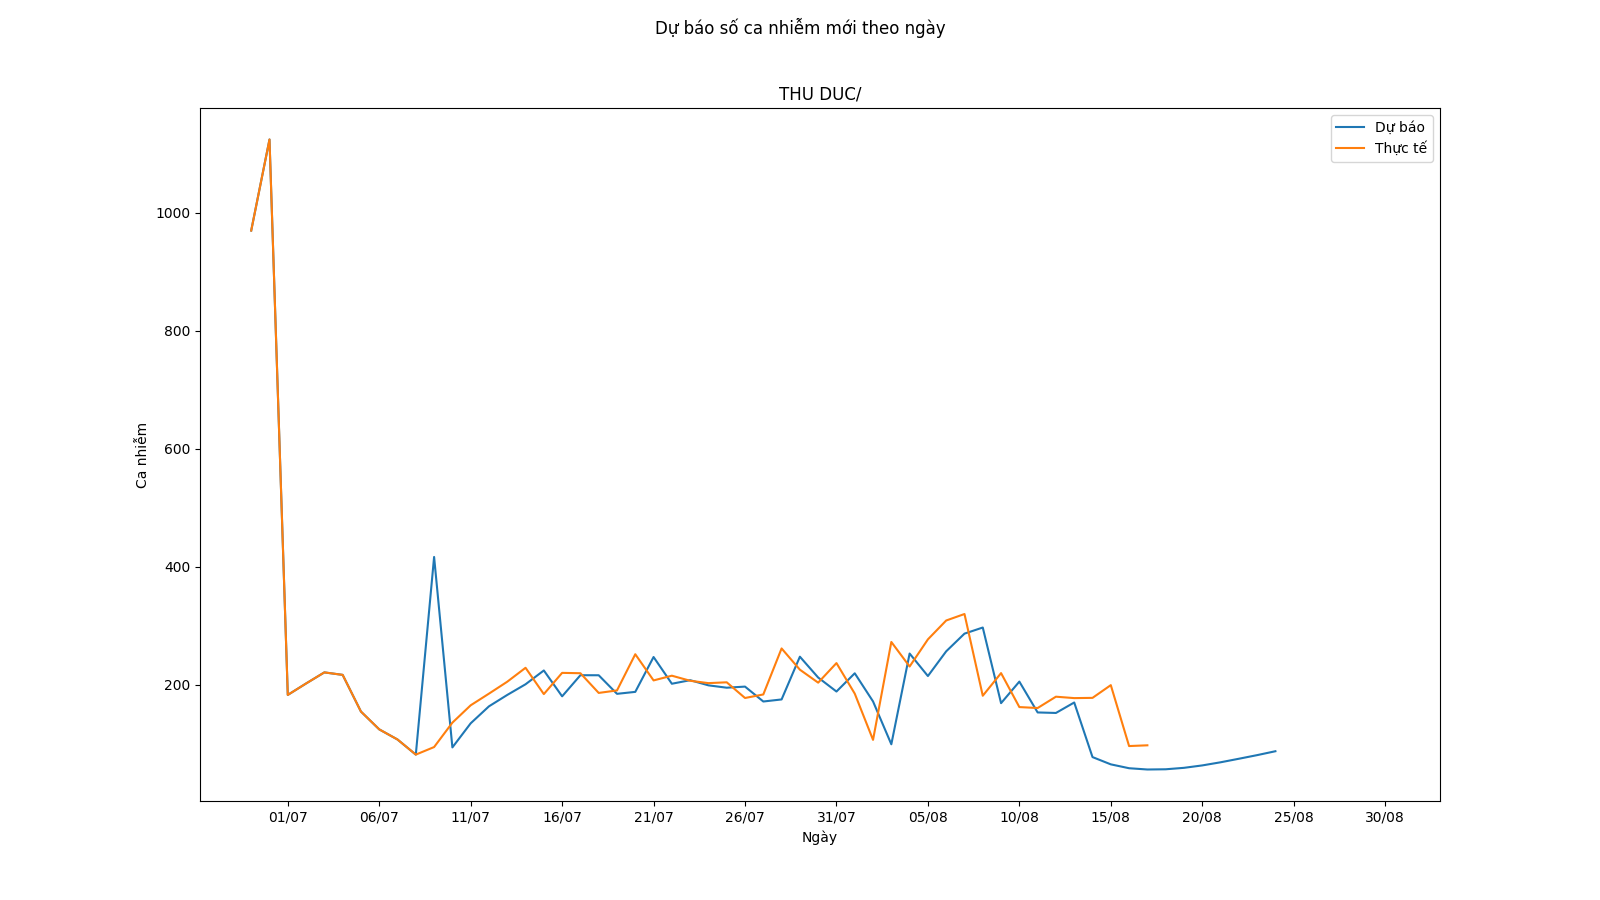 Dự báo số ca nhiễm mới theo ngày
THU DUC/
Dự báo
Thực tế
1000
800
600
400
200
Ca nhiễm
01/07 06/07 11/07 16/07 21/07 26/07 31/07 05/08 10/08 15/08 20/08 25/08 30/08
Ngày